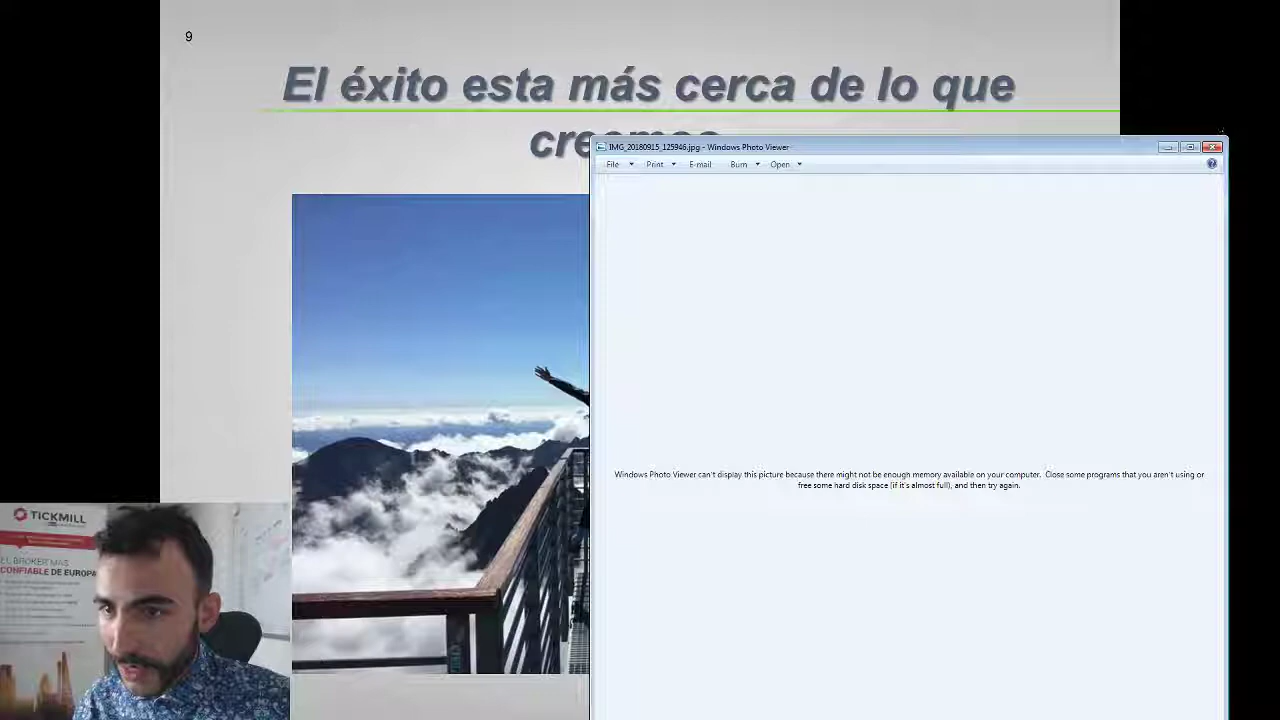 9
El éxito esta más cerca de lo que
creemos
IMG_20180915_125946.jpg - Windows Photo Viewer
File Print E-mail Burn Open
Windows Photo Viewer can't display this picture because there might not be enough memory available on your computer. Close some programs that you aren't using or
free some hard disk space (if it's almost full), and then try again.
TICKMILL
EL BROKER MÁS
CONFIABLE DE EUROPA